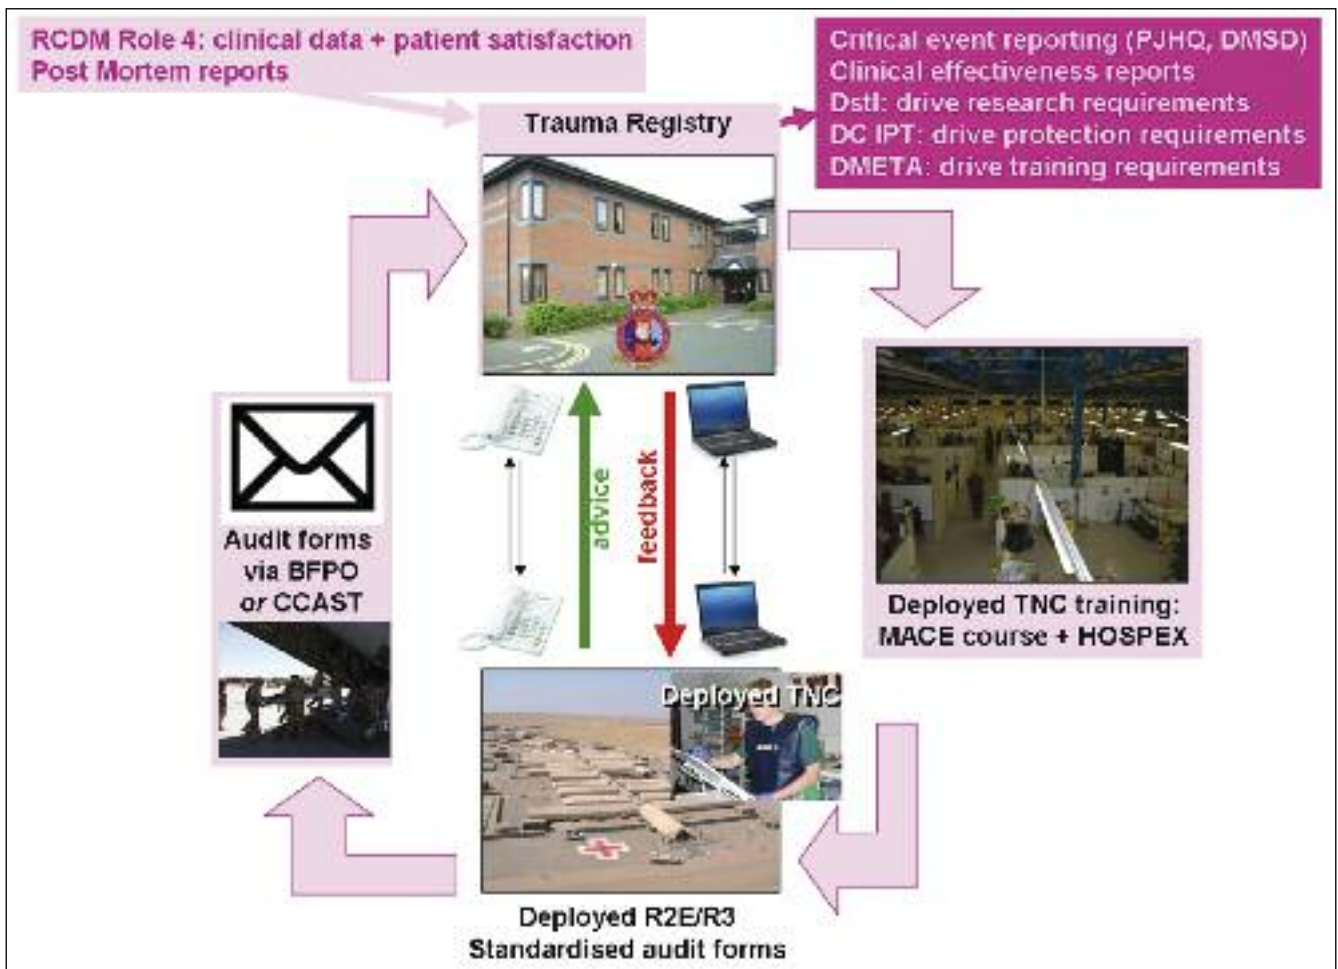 RCDM Role 4: clinical data + patient satisfaction
Post Mortem reports
Critical event reporting (PJHQ, DMSD)
Clinical effectiveness reports
Dstl: drive research requirements
DC IPT: drive protection requirements
DMETA: drive training requirements
Trauma Registry
advice
feedback
Audit forms
via BFPO
or CCAST
Deployed TNC training:
MACE course + HOSPEX
Deployed TNC
Deployed R2E/R3
Standardised audit forms